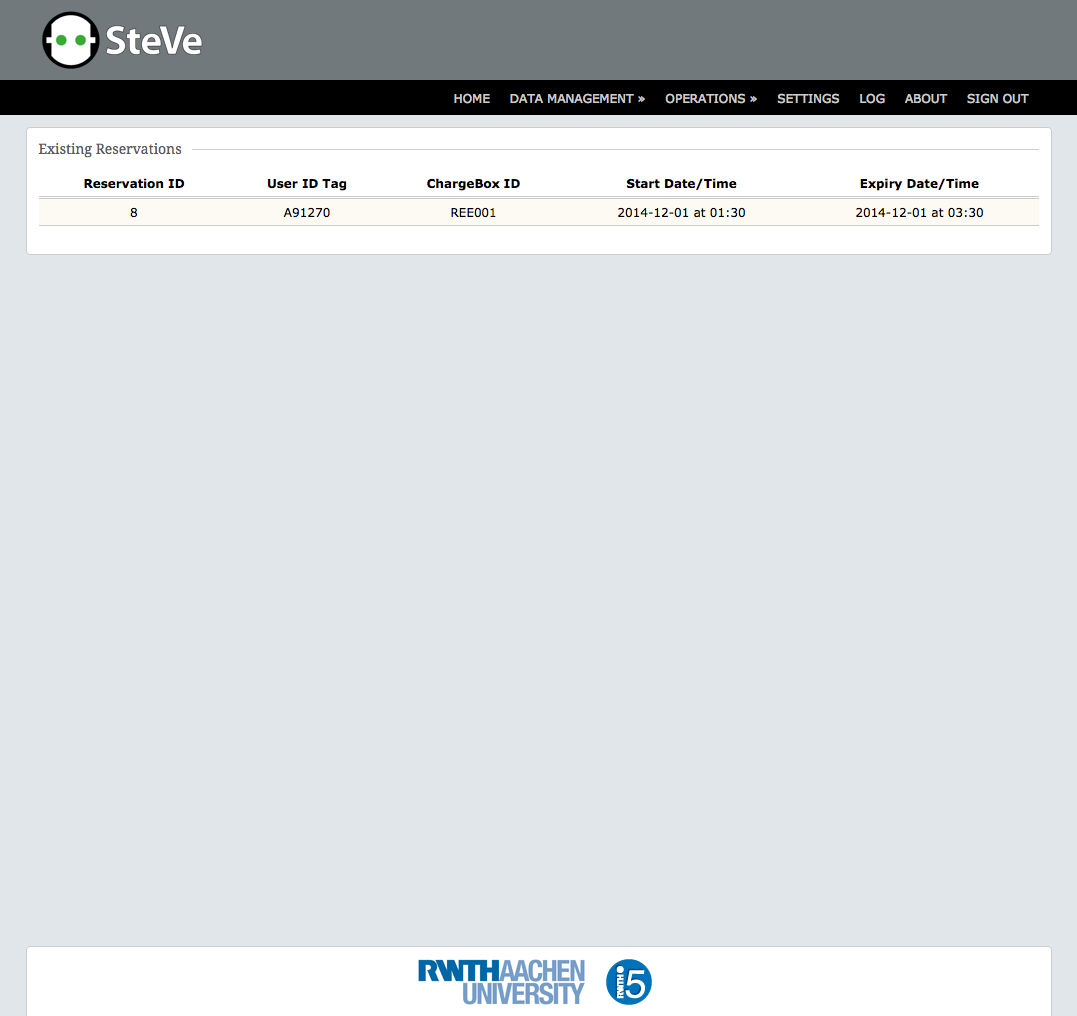 SteVe
HOME DATA MANAGEMENT » OPERATIONS » SETTINGS LOG ABOUT SIGN OUT
Existing Reservations
Reservation ID User ID Tag ChargeBox ID Start Date/Time Expiry Date/Time
8 A91270 REE001 2014-12-01 at 01:30 2014-12-01 at 03:30
RWTHAACHEN
UNIVERSITY
RWTH i5